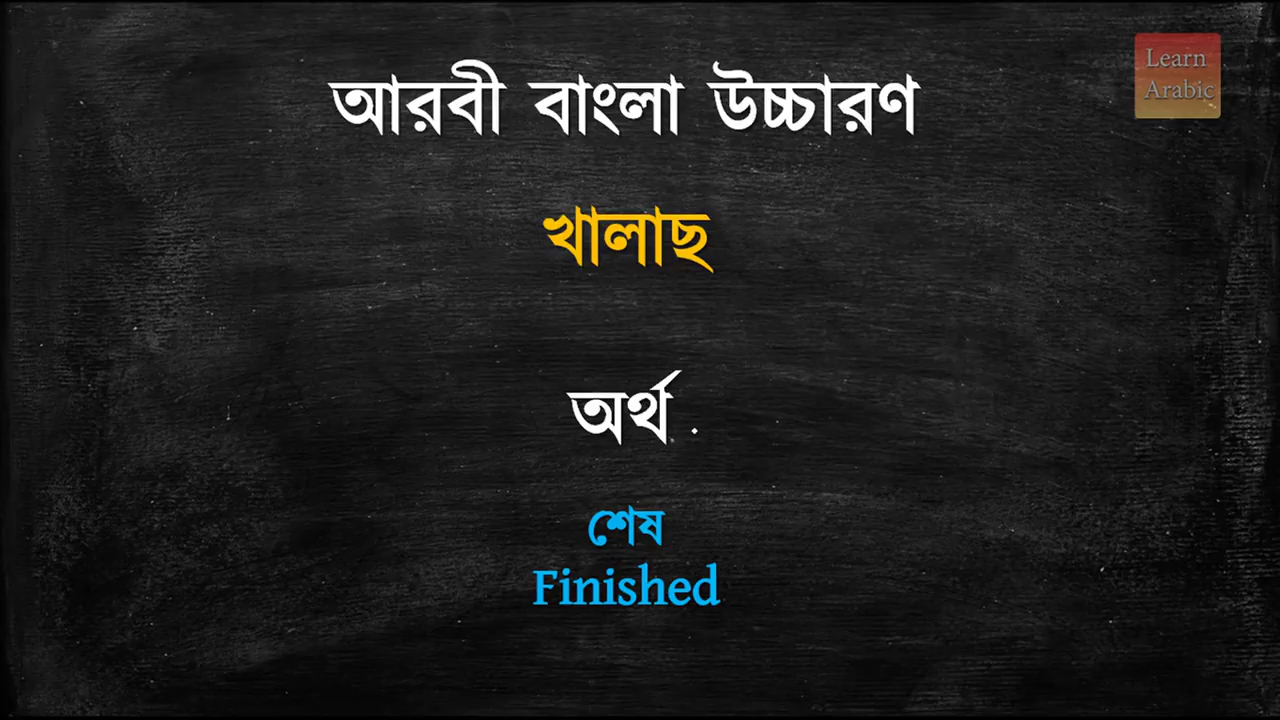 Learn
Arabic
আরবী বাংলা উচ্চারণ
খালাছ
অর্থ .
শেষ
Finished